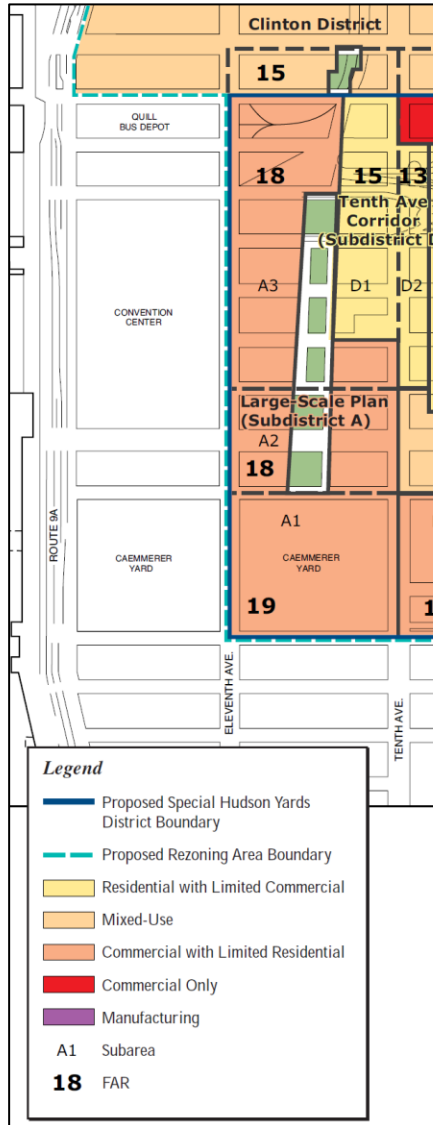 Clinton District
15
QUILL
BUS DEPOT
18
15
13
Tenth Ave
Corridor
(Subdistrict D
A3
D1
D2
CONVENTION
CENTER
Large-Scale Plan
(Subdistrict A)
A2
18
ROUTE 9A
A1
CAEMMERER
YARD
CAEMMERER
YARD
19
1
ELEVENTH AVE.
TENTH AVE.
Legend
Proposed Special Hudson Yards
District Boundary
Proposed Rezoning Area Boundary
Residential with Limited Commercial
Mixed-Use
Commercial with Limited Residential
Commercial Only
Manufacturing
A1 Subarea
18 FAR